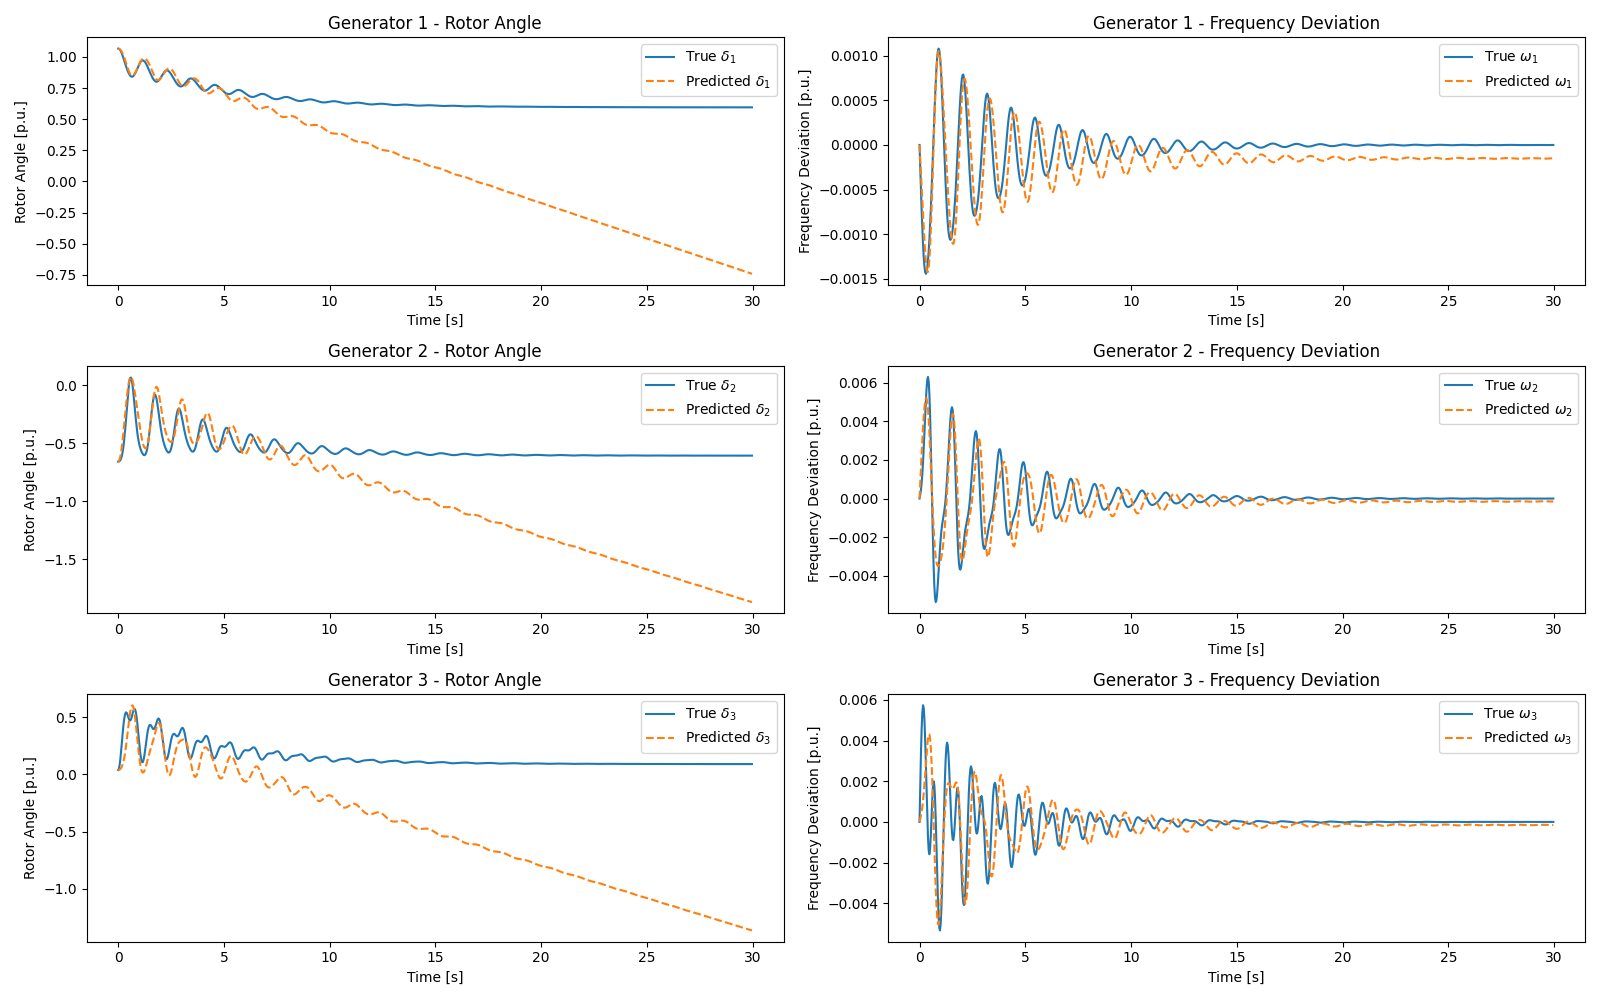 Generator 1 - Rotor Angle
True δ1
Predicted δ1
Rotor Angle [p.u.]
1.00
0.75
0.50
0.25
0.00
−0.25
−0.50
−0.75
0 5 10 15 20 25 30
Time [s]
Generator 1 - Frequency Deviation
True ω1
Predicted ω1
Frequency Deviation [p.u.]
0.0010
0.0005
0.0000
−0.0005
−0.0010
−0.0015
0 5 10 15 20 25 30
Time [s]
Generator 2 - Rotor Angle
True δ2
Predicted δ2
Rotor Angle [p.u.]
0.0
−0.5
−1.0
−1.5
0 5 10 15 20 25 30
Time [s]
Generator 2 - Frequency Deviation
True ω2
Predicted ω2
Frequency Deviation [p.u.]
0.006
0.004
0.002
0.000
−0.002
−0.004
0 5 10 15 20 25 30
Time [s]
Generator 3 - Rotor Angle
True δ3
Predicted δ3
Rotor Angle [p.u.]
0.5
0.0
−0.5
−1.0
0 5 10 15 20 25 30
Time [s]
Generator 3 - Frequency Deviation
True ω3
Predicted ω3
Frequency Deviation [p.u.]
0.006
0.004
0.002
0.000
−0.002
−0.004
0 5 10 15 20 25 30
Time [s]